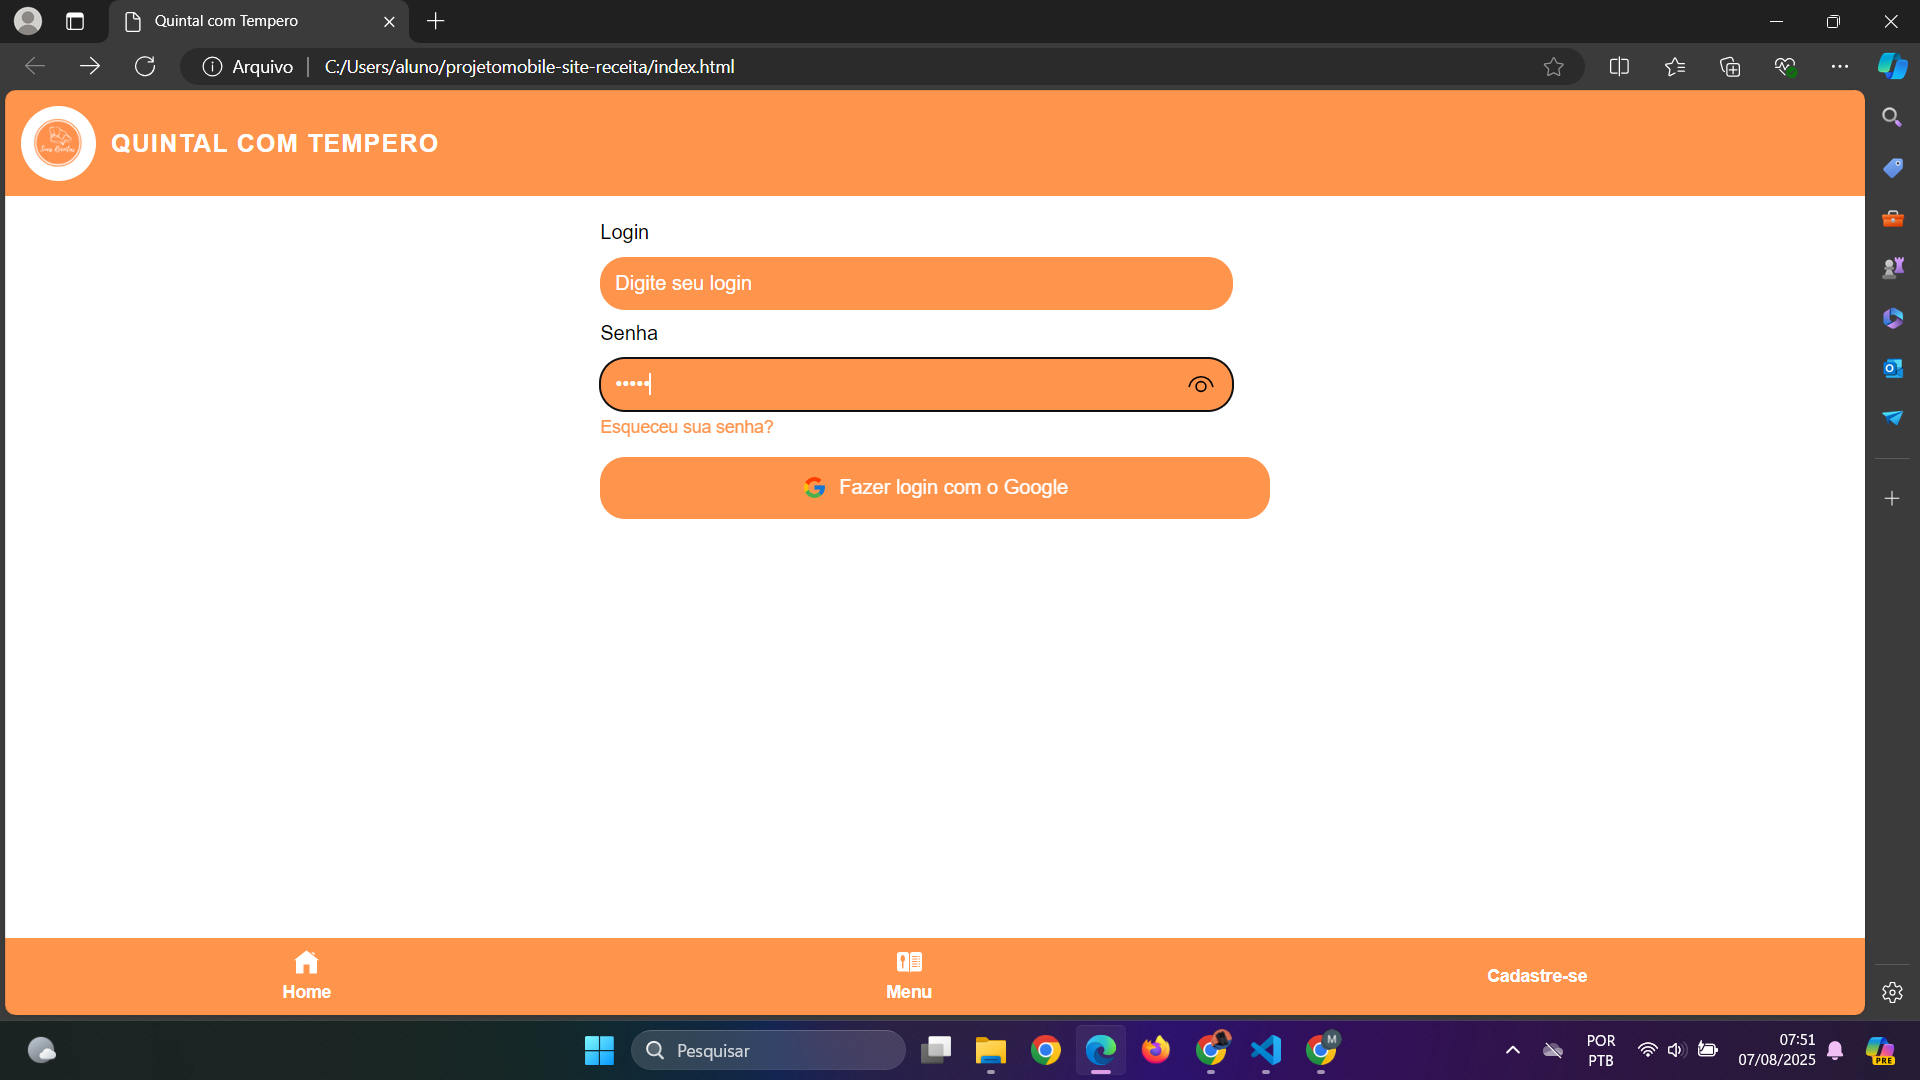 Quintal com Tempero
Arquivo
C:/Users/aluno/projetomobile-site-receita/index.html
QUINTAL COM TEMPERO
Login
Digite seu login
Senha
Esqueceu sua senha?
Fazer login com o Google
Home
Menu
Cadastre-se
Pesquisar
M
POR
PTB
07:51
07/08/2025
PRE